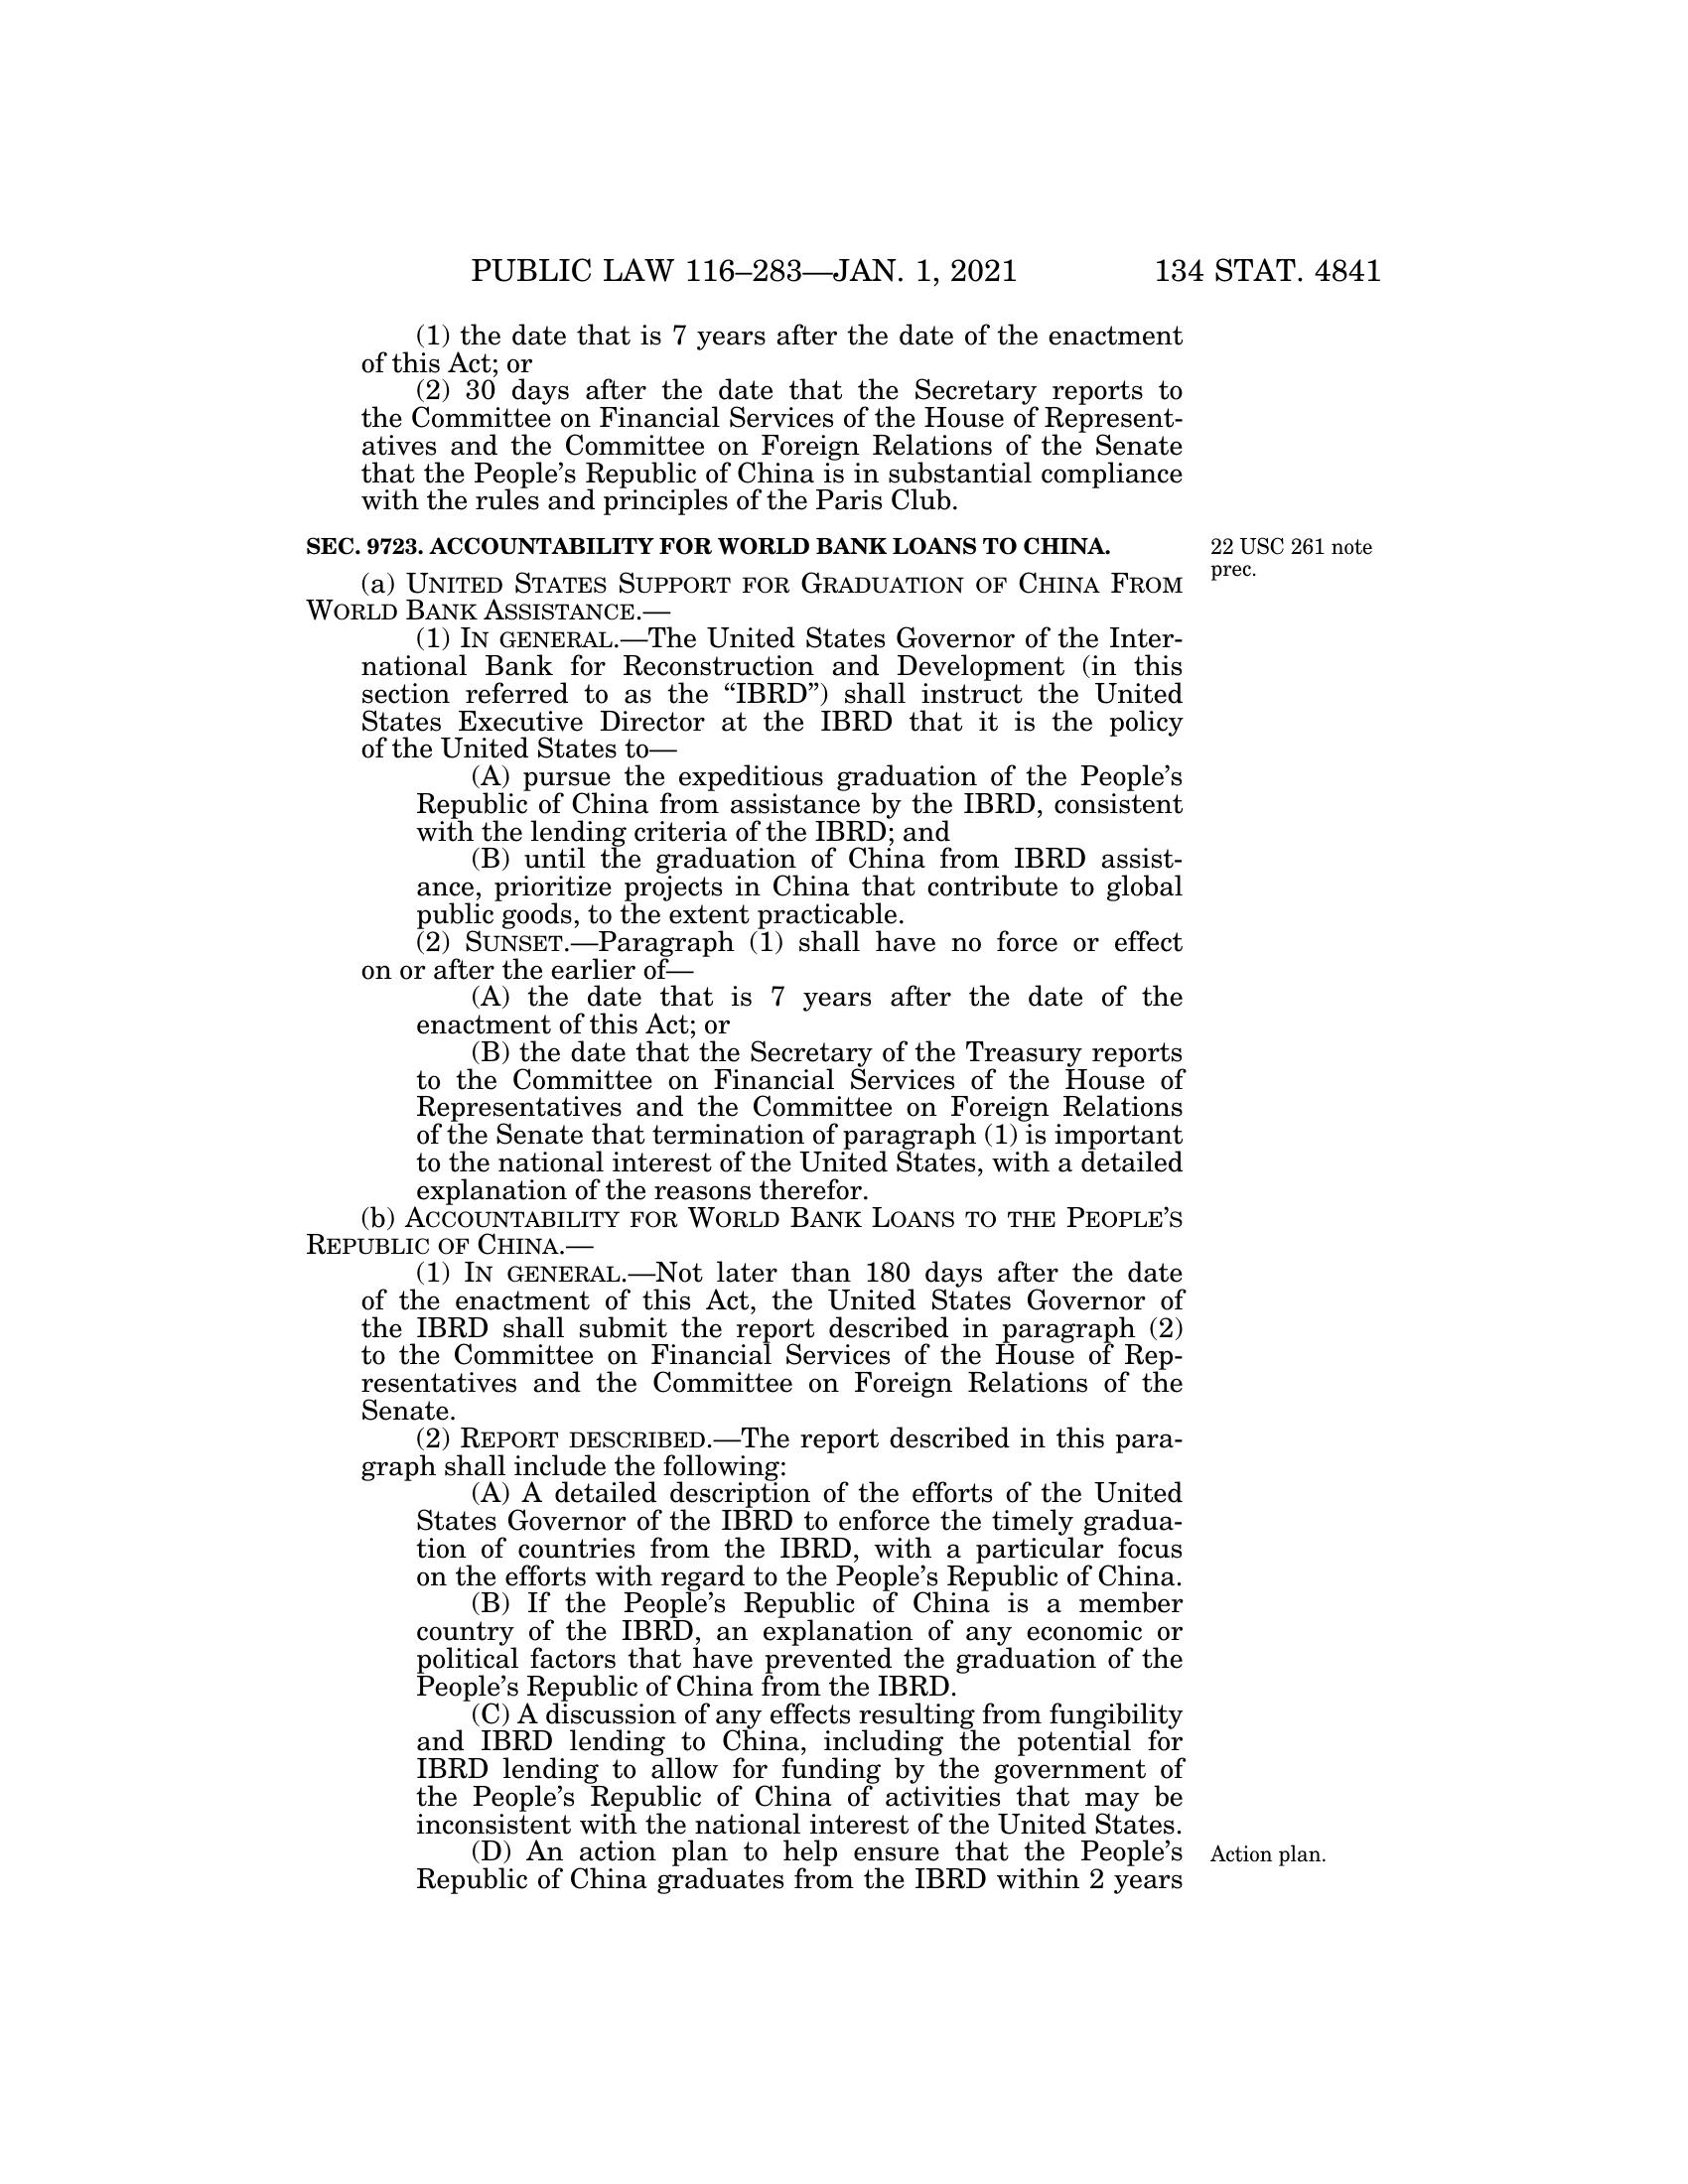 PUBLIC LAW 116–283—JAN. 1, 2021 134 STAT. 4841
(1) the date that is 7 years after the date of the enactment
of this Act; or
(2) 30 days after the date that the Secretary reports to
the Committee on Financial Services of the House of Represent-
atives and the Committee on Foreign Relations of the Senate
that the People’s Republic of China is in substantial compliance
with the rules and principles of the Paris Club.
SEC. 9723. ACCOUNTABILITY FOR WORLD BANK LOANS TO CHINA.
22 USC 261 note
prec.
(a) UNITED STATES SUPPORT FOR GRADUATION OF CHINA FROM
WORLD BANK ASSISTANCE.—
(1) IN GENERAL.—The United States Governor of the Inter-
national Bank for Reconstruction and Development (in this
section referred to as the “IBRD”) shall instruct the United
States Executive Director at the IBRD that it is the policy
of the United States to—
(A) pursue the expeditious graduation of the People’s
Republic of China from assistance by the IBRD, consistent
with the lending criteria of the IBRD; and
(B) until the graduation of China from IBRD assist-
ance, prioritize projects in China that contribute to global
public goods, to the extent practicable.
(2) SUNSET.—Paragraph (1) shall have no force or effect
on or after the earlier of—
(A) the date that is 7 years after the date of the
enactment of this Act; or
(B) the date that the Secretary of the Treasury reports
to the Committee on Financial Services of the House of
Representatives and the Committee on Foreign Relations
of the Senate that termination of paragraph (1) is important
to the national interest of the United States, with a detailed
explanation of the reasons therefor.
(b) ACCOUNTABILITY FOR WORLD BANK LOANS TO THE PEOPLE’S
REPUBLIC OF CHINA.—
(1) IN GENERAL.—Not later than 180 days after the date
of the enactment of this Act, the United States Governor of
the IBRD shall submit the report described in paragraph (2)
to the Committee on Financial Services of the House of Rep-
resentatives and the Committee on Foreign Relations of the
Senate.
(2) REPORT DESCRIBED.—The report described in this para-
graph shall include the following:
(A) A detailed description of the efforts of the United
States Governor of the IBRD to enforce the timely gradua-
tion of countries from the IBRD, with a particular focus
on the efforts with regard to the People’s Republic of China.
(B) If the People’s Republic of China is a member
country of the IBRD, an explanation of any economic or
political factors that have prevented the graduation of the
People’s Republic of China from the IBRD.
(C) A discussion of any effects resulting from fungibility
and IBRD lending to China, including the potential for
IBRD lending to allow for funding by the government of
the People’s Republic of China of activities that may be
inconsistent with the national interest of the United States.
(D) An action plan to help ensure that the People’s
Republic of China graduates from the IBRD within 2 years
Action plan.